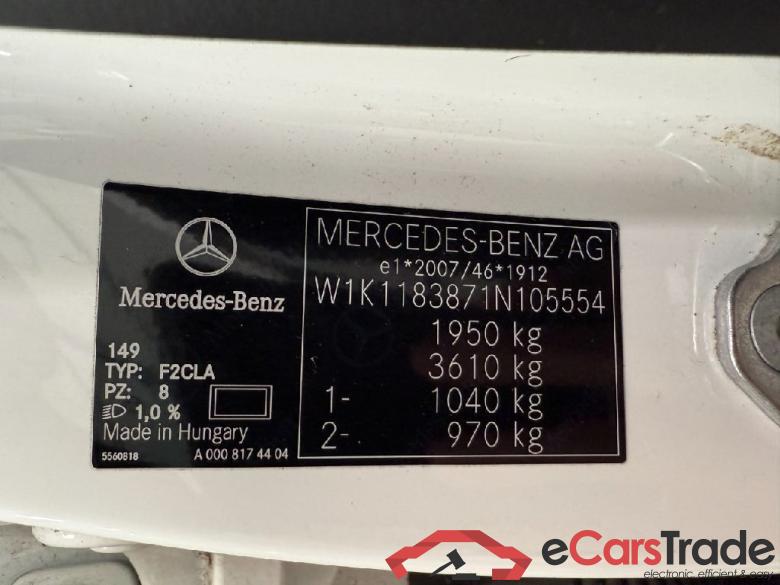 MERCEDES-BENZ AG
e1*2007/46*1912
W1K1183871N105554
1950 kg
3610 kg
1- 1040 kg
2- 970 kg
Mercedes-Benz
149
TYP: F2CLA
PZ: 8
1,0 %
Made in Hungary
5560818 A 000 817 44 04
eCarsTrade
electronic, efficient & easy